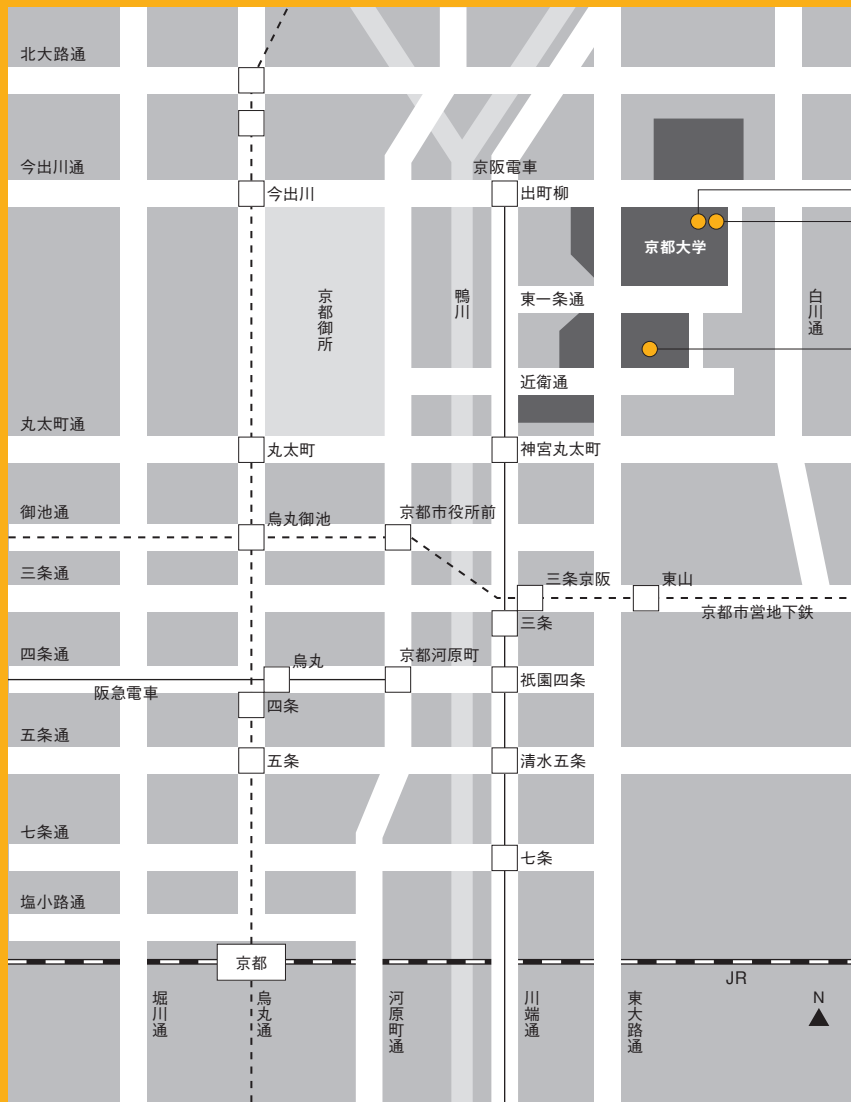 北大路通
今出川通
京阪電車
今出川
出町柳
京都大学
京都御所
鴨川
東一条通
白川通
近衛通
丸太町通
丸太町
神宮丸太町
御池通
烏丸御池
京都市役所前
三条通
三条京阪
東山
京都市営地下鉄
三条
四条通
烏丸
京都河原町
祇園四条
阪急電車
四条
五条通
五条
清水五条
七条通
七条
塩小路通
京都
JR
堀川通
烏丸通
河原町通
川端通
東大路通
N